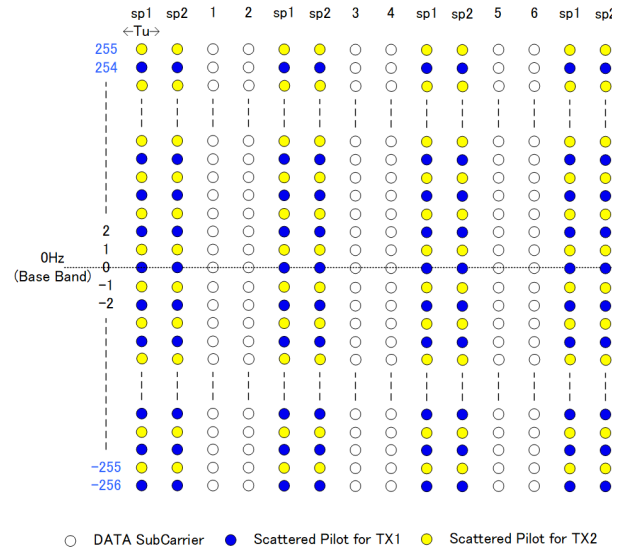 sp1 sp2 1 2 sp1 sp2 3 4 sp1 sp2 5 6 sp1 sp2
←Tu→
255
254
2
1
0Hz 0
(Base Band)
-1
-2
-255
-256
DATA SubCarrier Scattered Pilot for TX1 Scattered Pilot for TX2